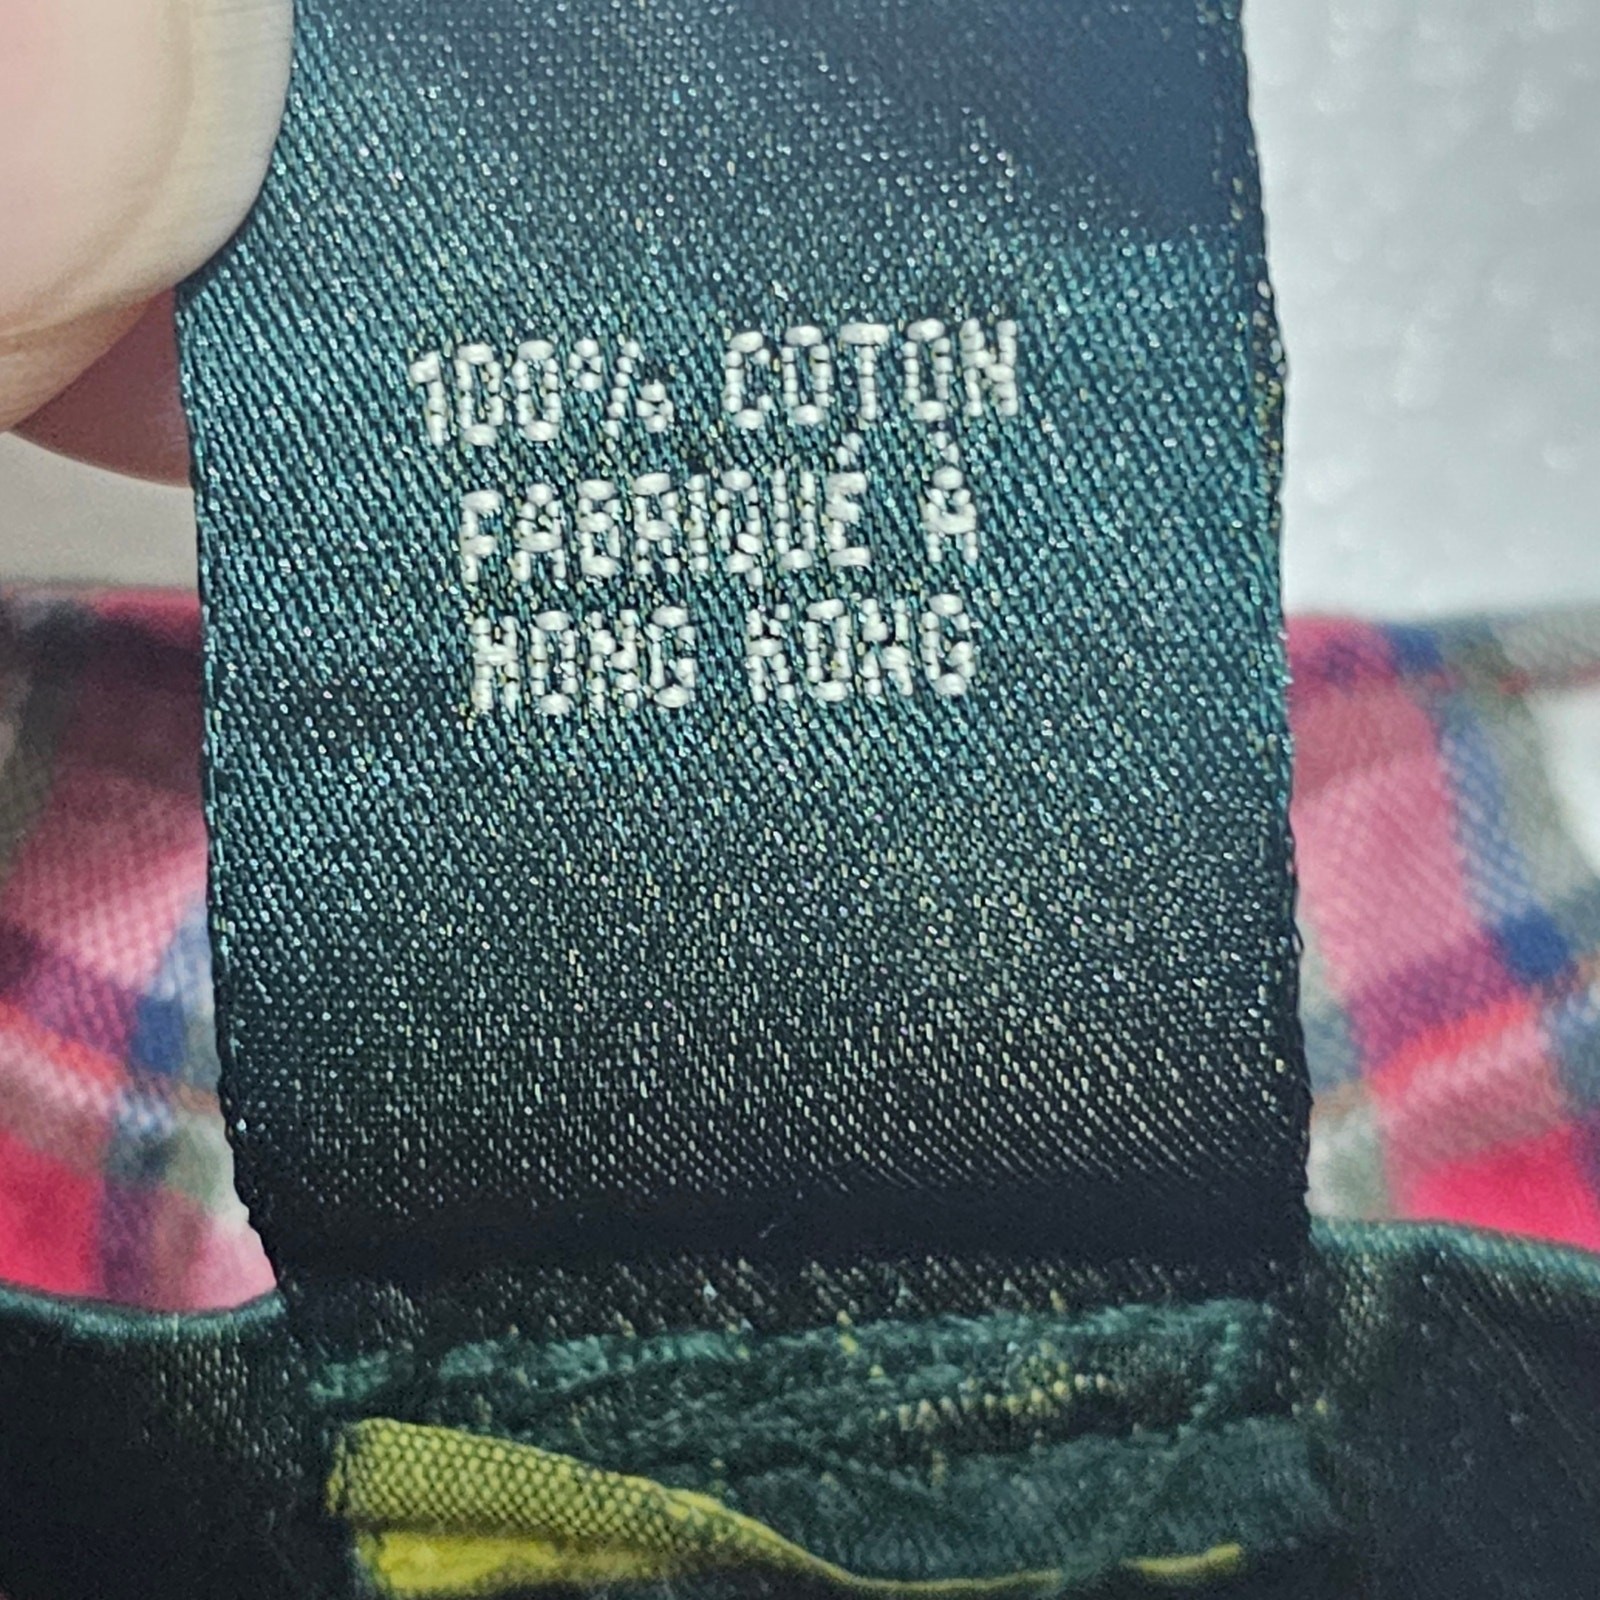 100% COTON
FABRIQUÉ À
HONG KONG